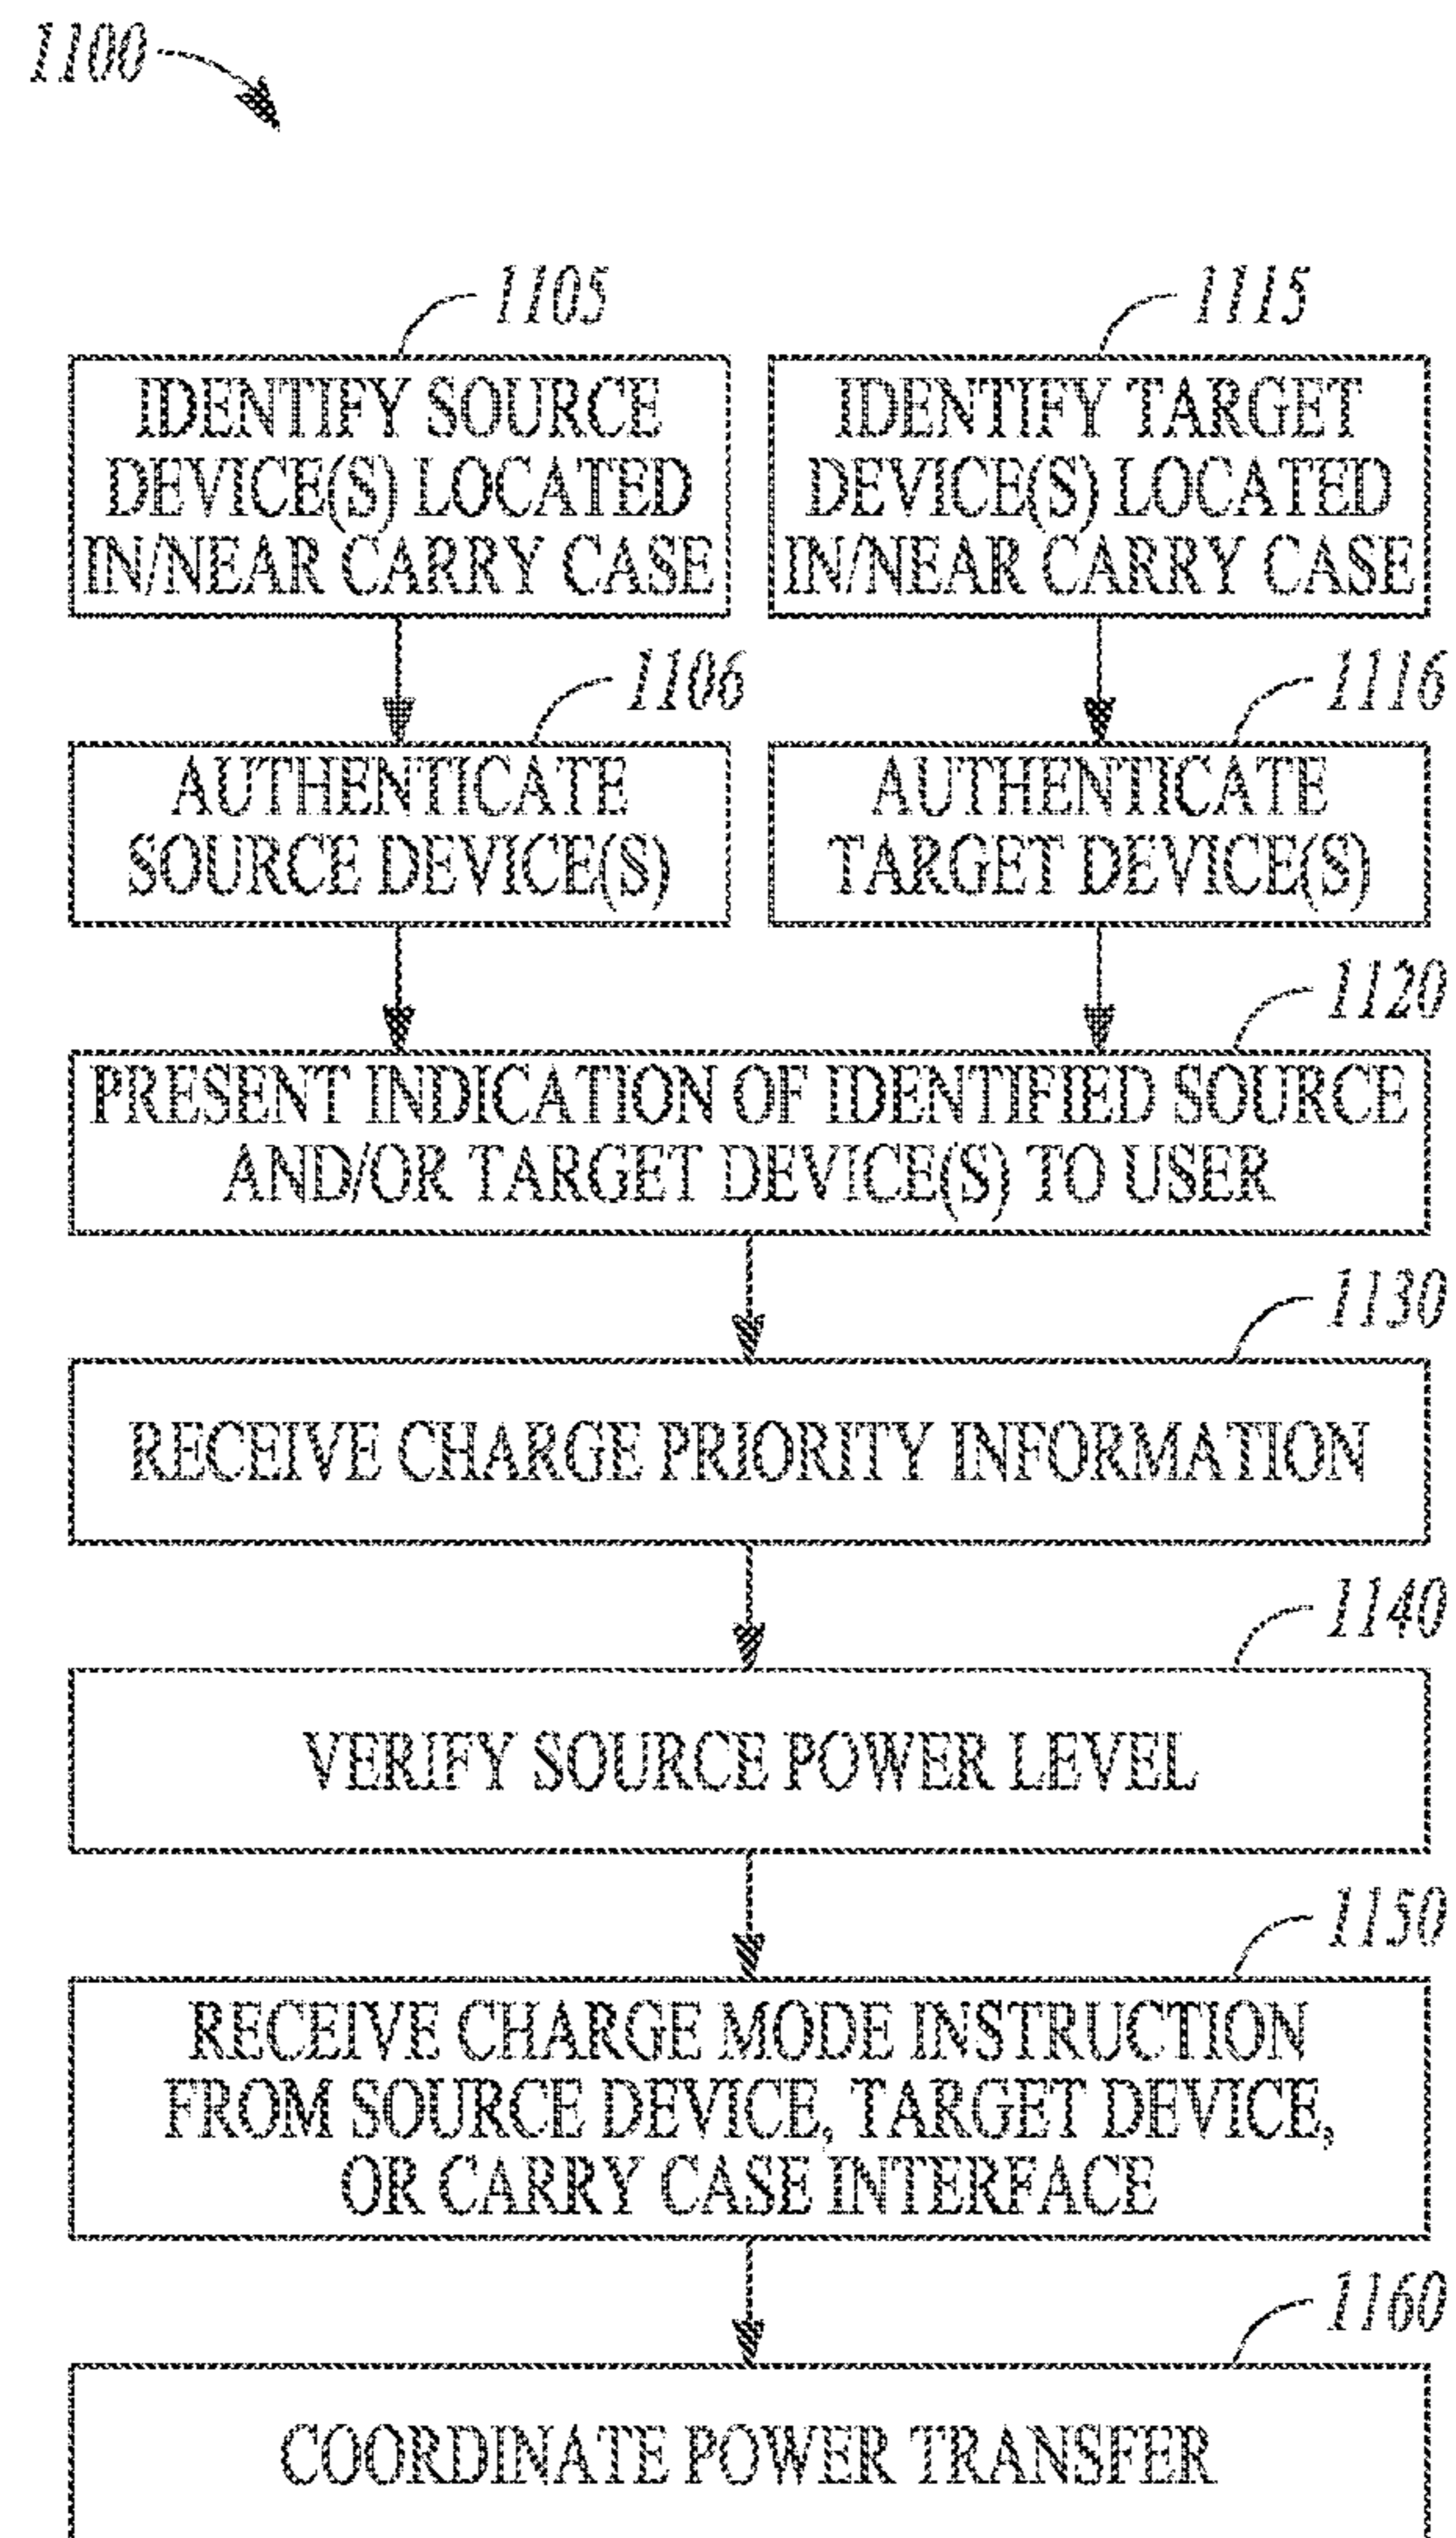 1100
1105
IDENTIFY SOURCE
DEVICE(S) LOCATED
IN/NEAR CARRY CASE
1115
IDENTIFY TARGET
DEVICE(S) LOCATED
IN/NEAR CARRY CASE
1106
AUTHENTICATE
SOURCE DEVICE(S)
1116
AUTHENTICATE
TARGET DEVICE(S)
1120
PRESENT INDICATION OF IDENTIFIED SOURCE
AND/OR TARGET DEVICE(S) TO USER
1130
RECEIVE CHARGE PRIORITY INFORMATION
1140
VERIFY SOURCE POWER LEVEL
1150
RECEIVE CHARGE MODE INSTRUCTION
FROM SOURCE DEVICE, TARGET DEVICE,
OR CARRY CASE INTERFACE
1160
COORDINATE POWER TRANSFER